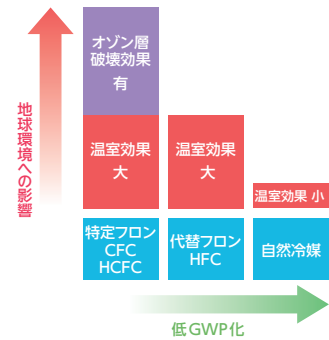 オゾン層
破壊効果
有
地球環境への影響
温室効果
大
温室効果
大
温室効果 小
特定フロン
CFC
HCFC
代替フロン
HFC
自然冷媒
低GWP化